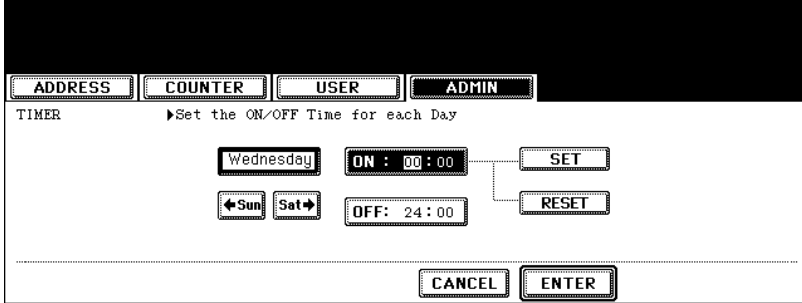 ADDRESS COUNTER USER ADMIN
TIMER ▶Set the ON/OFF Time for each Day
Wednesday ON : 00:00 SET
←Sun Sat→ OFF: 24:00 RESET
CANCEL ENTER